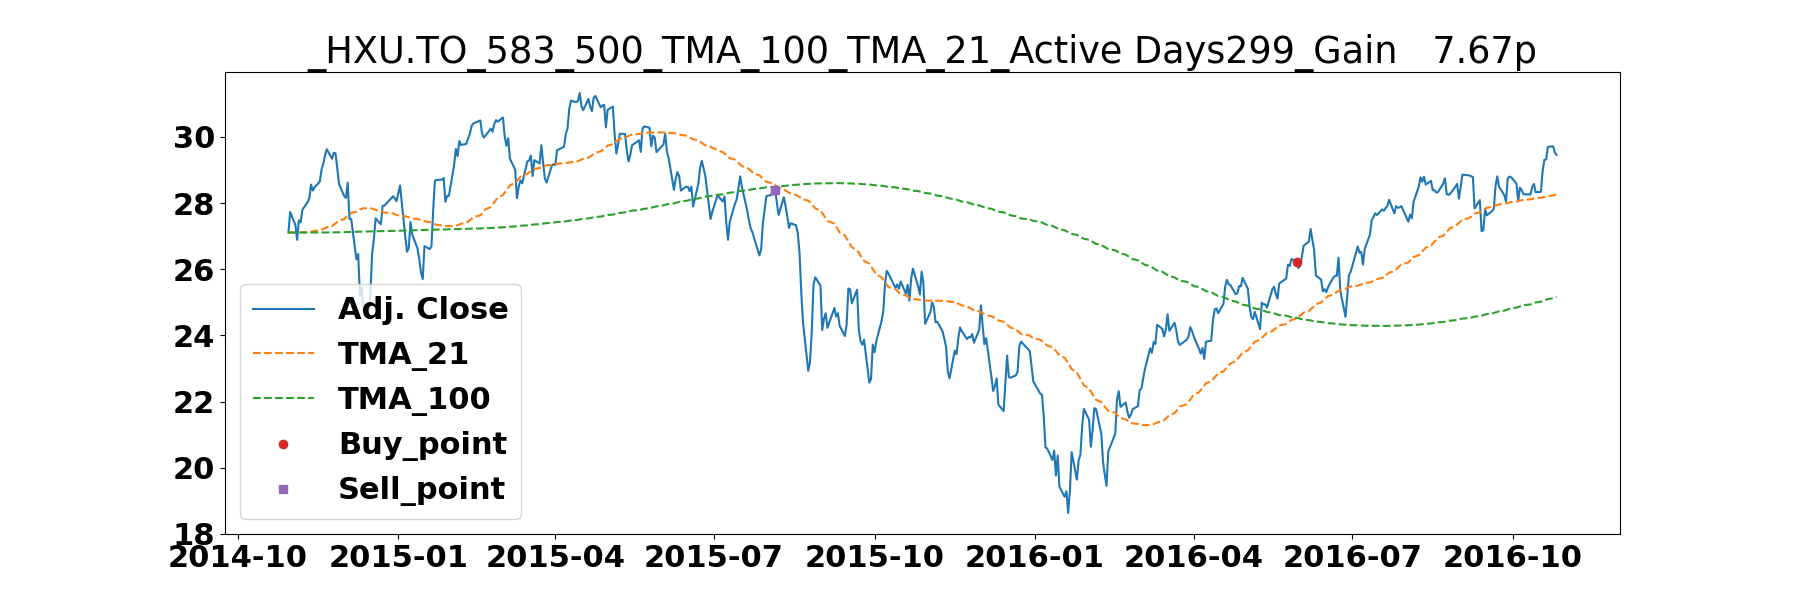 _HXU.TO_583_500_TMA_100_TMA_21_Active Days299_Gain   7.67p
30
28
26
24
22
20
18
Adj. Close
TMA_21
TMA_100
Buy_point
Sell_point
2014-10 2015-01 2015-04 2015-07 2015-10 2016-01 2016-04 2016-07 2016-10